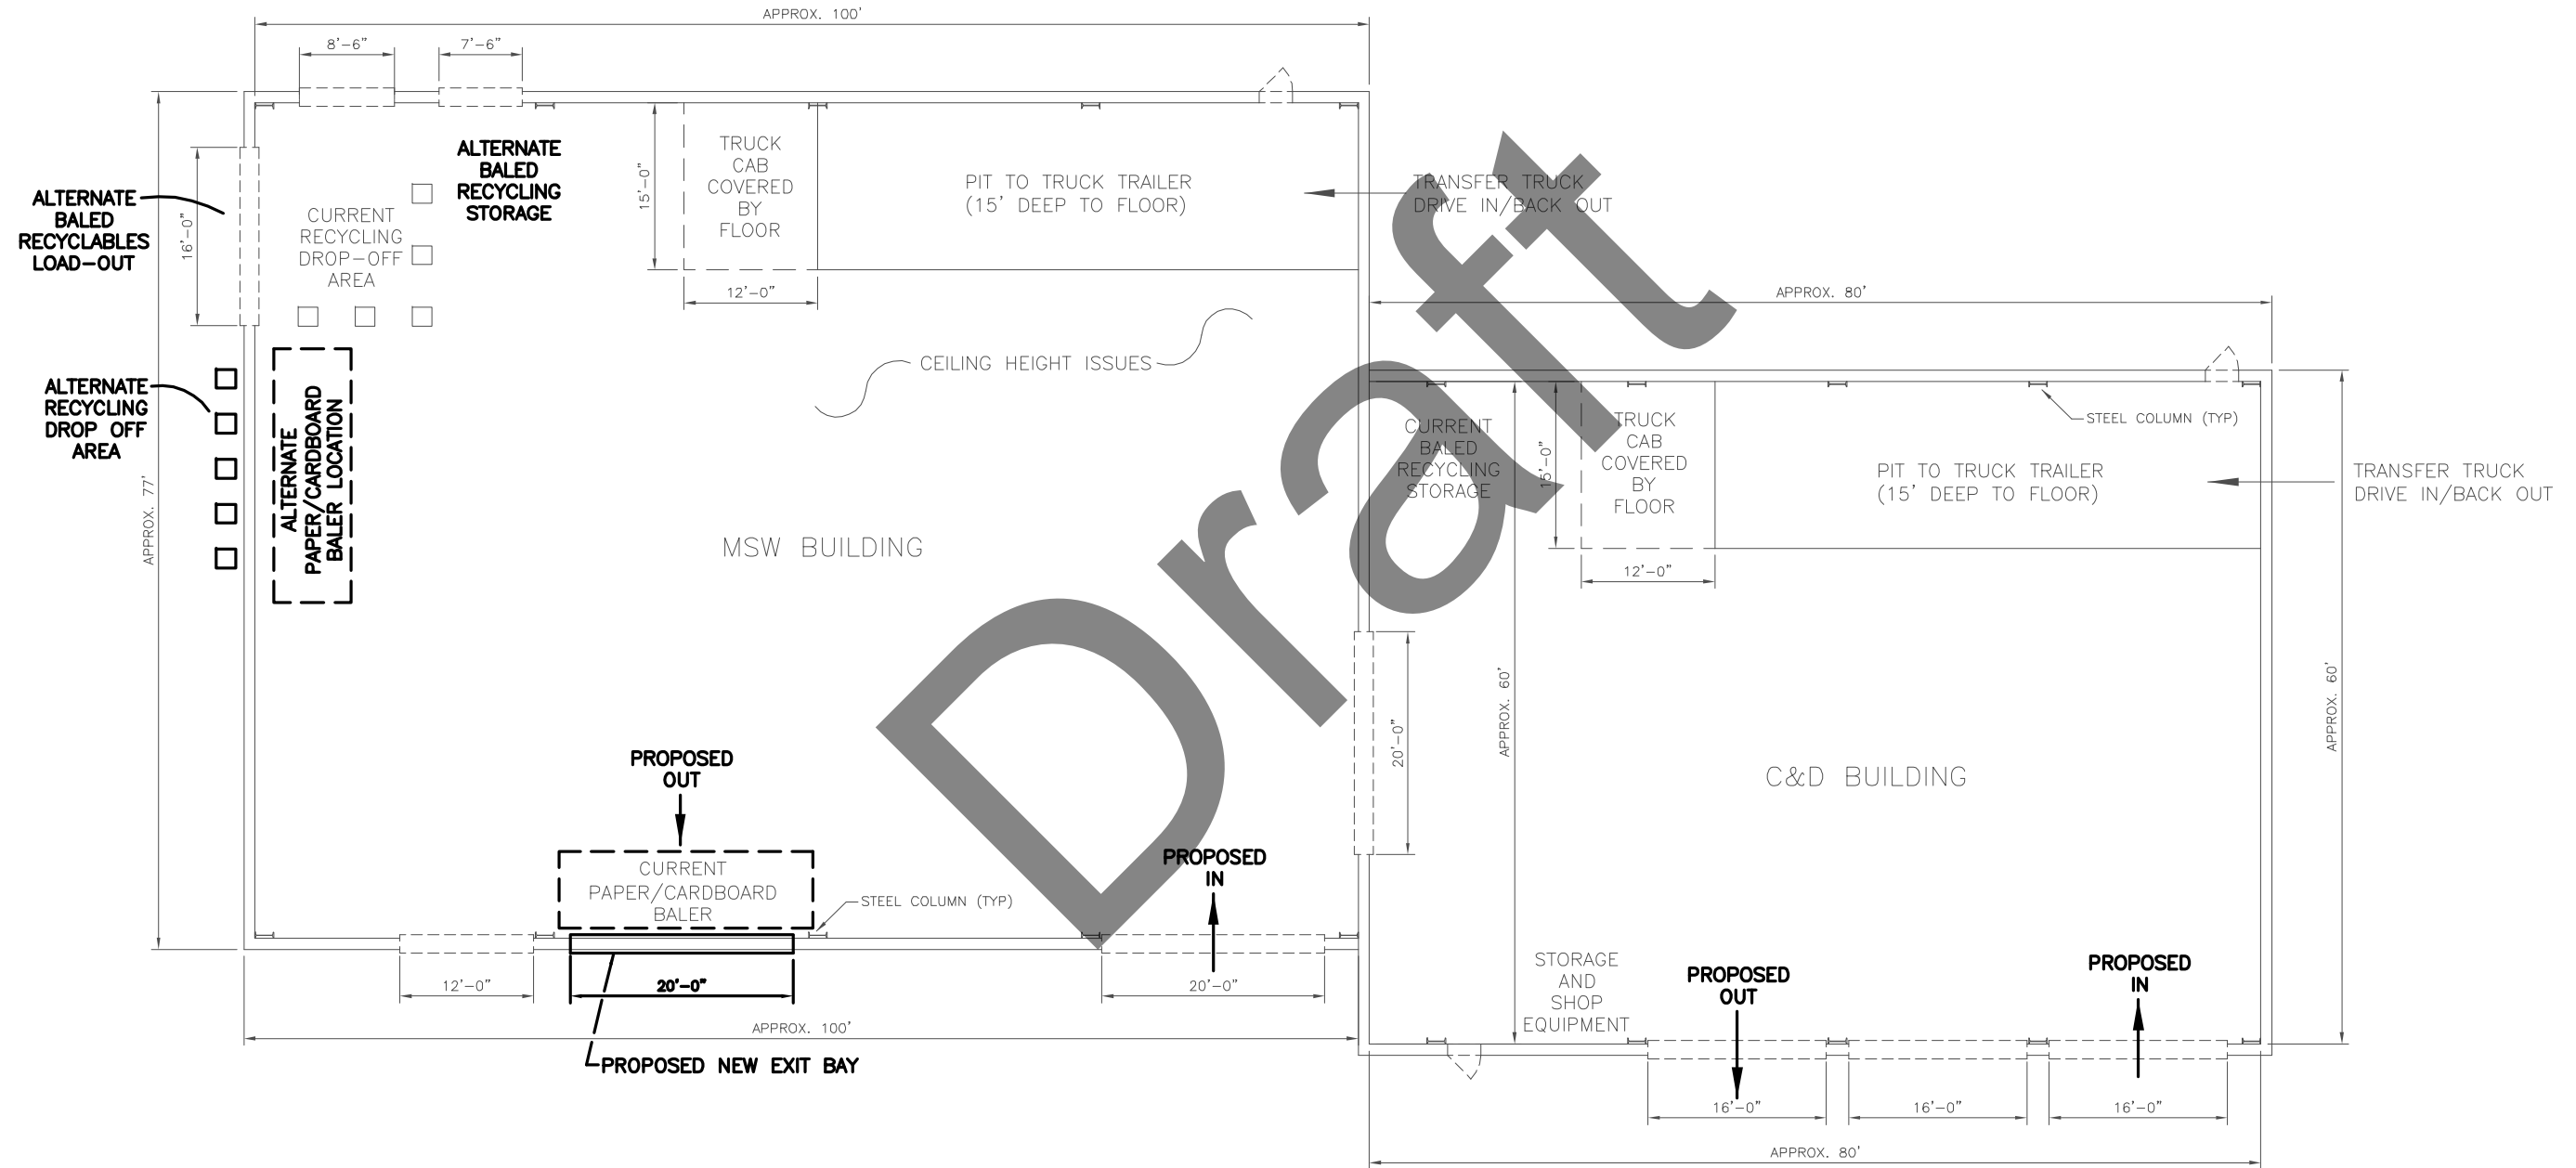 APPROX. 100'
8'-6"
7'-6"
ALTERNATE
BALED
RECYCLING
STORAGE
TRUCK
CAB
COVERED
BY
FLOOR
15'-0"
12'-0"
PIT TO TRUCK TRAILER
(15' DEEP TO FLOOR)
TRANSFER TRUCK
DRIVE IN/BACK OUT
ALTERNATE
BALED
RECYCLABLES
LOAD-OUT
16'-0"
CURRENT
RECYCLING
DROP-OFF
AREA
APPROX. 80'
CEILING HEIGHT ISSUES
ALTERNATE
RECYCLING
DROP OFF
AREA
ALTERNATE
PAPER/CARDBOARD
BALER LOCATION
APPROX. 77'
CURRENT
BALED
RECYCLING
STORAGE
15'-0"
TRUCK
CAB
COVERED
BY
FLOOR
12'-0"
STEEL COLUMN (TYP)
PIT TO TRUCK TRAILER
(15' DEEP TO FLOOR)
TRANSFER TRUCK
DRIVE IN/BACK OUT
MSW BUILDING
Draft
20'-0"
APPROX. 60'
APPROX. 60'
C&D BUILDING
PROPOSED
OUT
CURRENT
PAPER/CARDBOARD
BALER
STEEL COLUMN (TYP)
PROPOSED
IN
12'-0"
20'-0"
20'-0"
APPROX. 100'
PROPOSED NEW EXIT BAY
STORAGE
AND
SHOP
EQUIPMENT
PROPOSED
OUT
PROPOSED
IN
16'-0"
16'-0"
16'-0"
APPROX. 80'